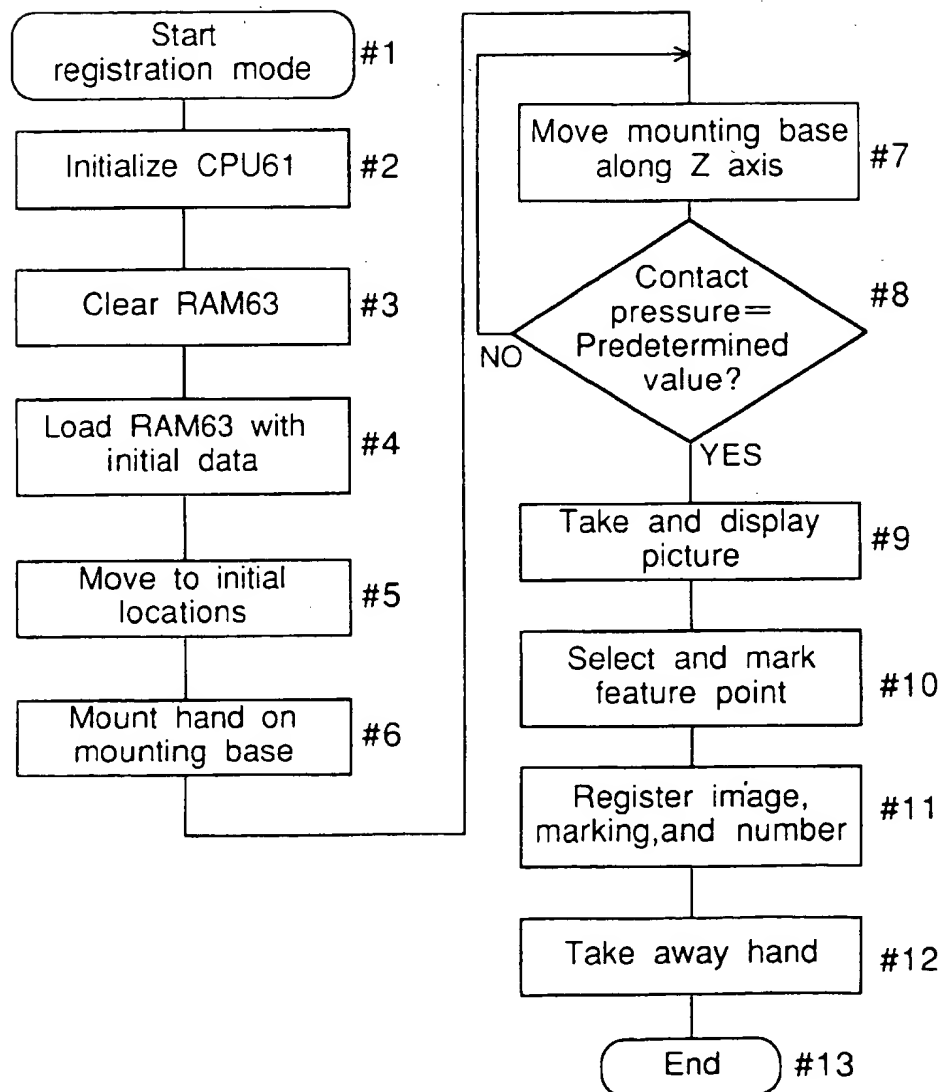 Start
registration mode
#1
Initialize CPU61
#2
Clear RAM63
#3
Load RAM63 with
initial data
#4
Move to initial
locations
#5
Mount hand on
mounting base
#6
Move mounting base
along Z axis
#7
Contact
pressure=
Predetermined
value?
#8
NO
YES
Take and display
picture
#9
Select and mark
feature point
#10
Register image,
marking,and number
#11
Take away hand
#12
End
#13